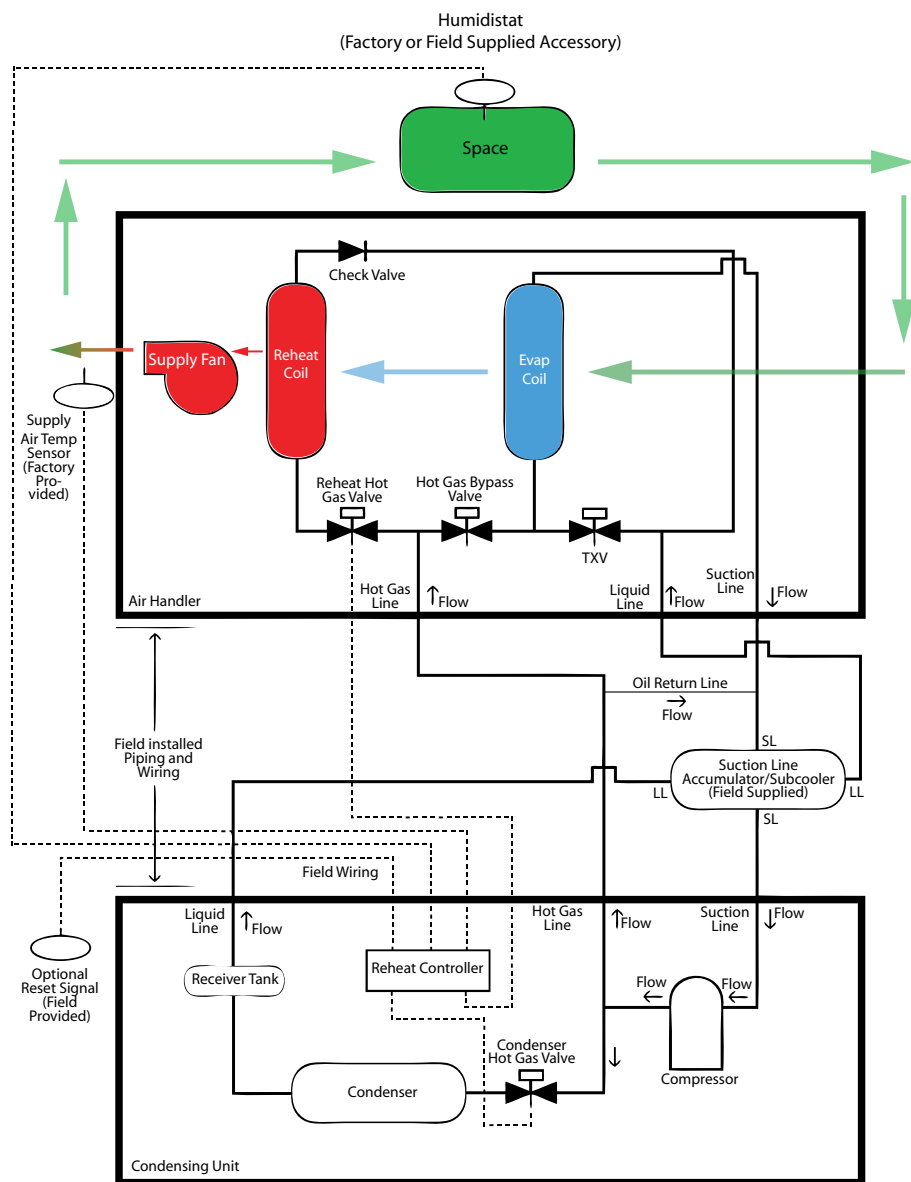 Humidistat
(Factory or Field Supplied Accessory)
Space
Check Valve
Supply Fan
Reheat
Coil
Evap
Coil
Supply
Air Temp
Sensor
(Factory
Pro-
vided)
Reheat Hot
Gas Valve
Hot Gas Bypass
Valve
TXV
Hot Gas
Line
Flow
Liquid
Line
Flow
Suction
Line
Flow
Air Handler
Oil Return Line
Flow
Field installed
Piping and
Wiring
SL
Suction Line
Accumulator/Subcooler
(Field Supplied)
LL
LL
SL
Field Wiring
Liquid
Line
Flow
Hot Gas
Line
Flow
Suction
Line
Flow
Optional
Reset Signal
(Field
Provided)
Receiver Tank
Reheat Controller
Flow
Flow
Condenser
Hot Gas Valve
Compressor
Condenser
Condensing Unit